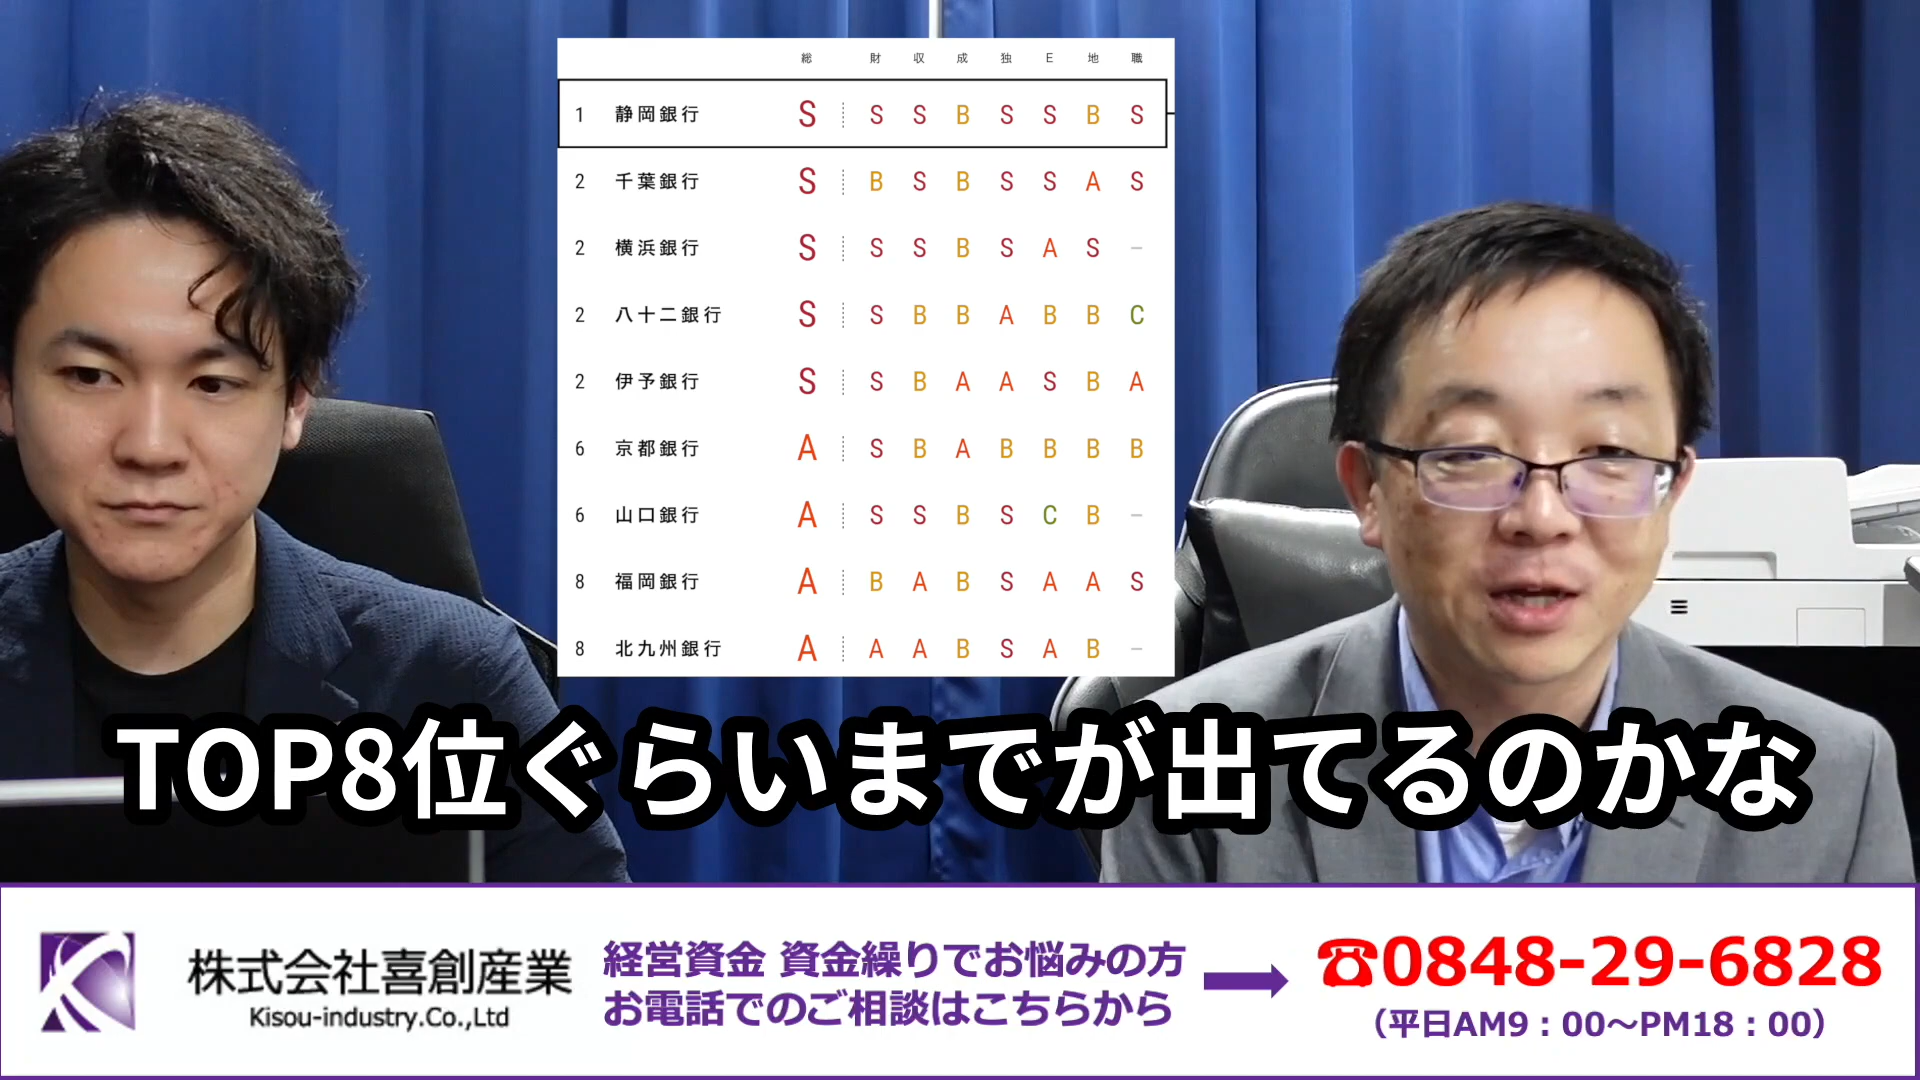 総 財 収 成 独 E 地 職
1 静岡銀行 S S S B S S B S
2 千葉銀行 S B S B S S A S
2 横浜銀行 S S S B S A S –
2 八十二銀行 S S B B A B B C
2 伊予銀行 S S B A A S B A
6 京都銀行 A S B A B B B B
6 山口銀行 A S S B S C B –
8 福岡銀行 A B A B S A A S
8 北九州銀行 A A A B S A B –
TOP8位ぐらいまでが出てるのかな
株式会社喜創産業
Kisou-industry.Co.,Ltd
経営資金 資金繰りでお悩みの方
お電話でのご相談はこちらから
☎0848-29-6828
（平日AM9：00～PM18：00）